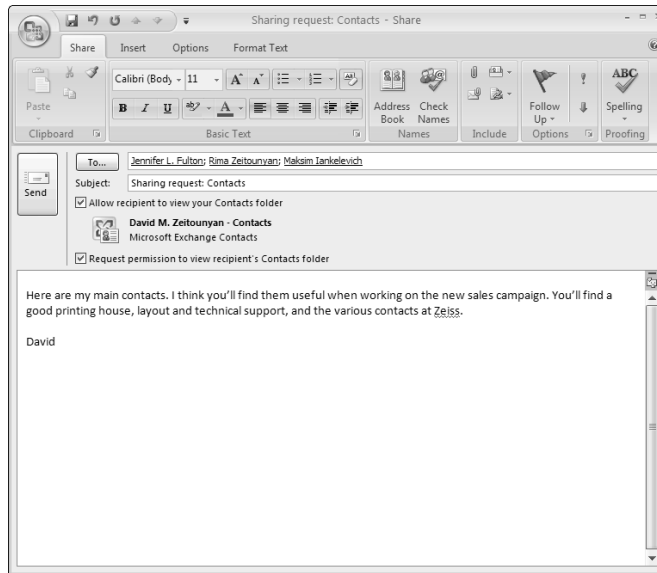 Sharing request: Contacts - Share
Share Insert Options Format Text
Paste
Calibri (Body 11
B I U
Address Book
Check Names
Follow Up
ABC
Spelling
Clipboard Basic Text Names Include Options Proofing
Send
To... Jennifer L. Fulton; Rima Zeitounyan; Maksim Iankelevich
Subject: Sharing request: Contacts
Allow recipient to view your Contacts folder
David M. Zeitounyan - Contacts
Microsoft Exchange Contacts
Request permission to view recipient's Contacts folder
Here are my main contacts. I think you'll find them useful when working on the new sales campaign. You'll find a
good printing house, layout and technical support, and the various contacts at Zeiss.
David